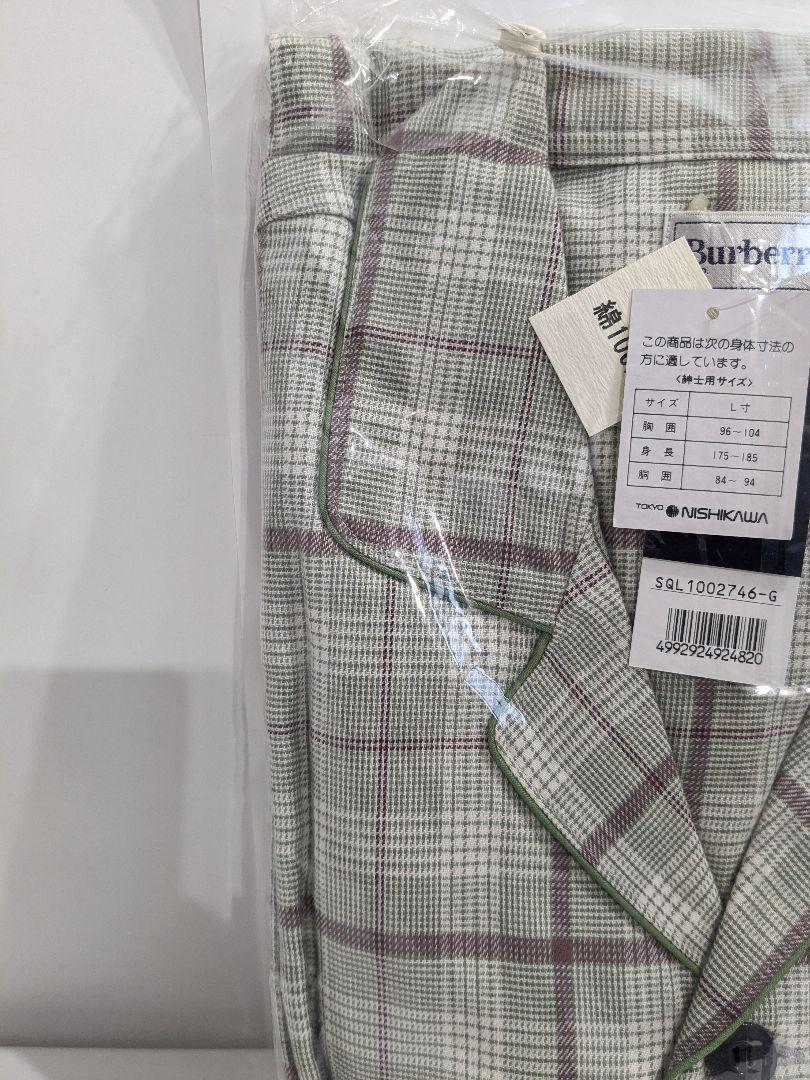 Burberr
綿100
この商品は次の身体寸法の
方に適しています。
〈紳士用サイズ〉
サイズ L寸
胸囲 96～104
身長 175～185
胴囲 84～94
TOKYO NISHIKAWA
SQL1002746-G
4992924924820